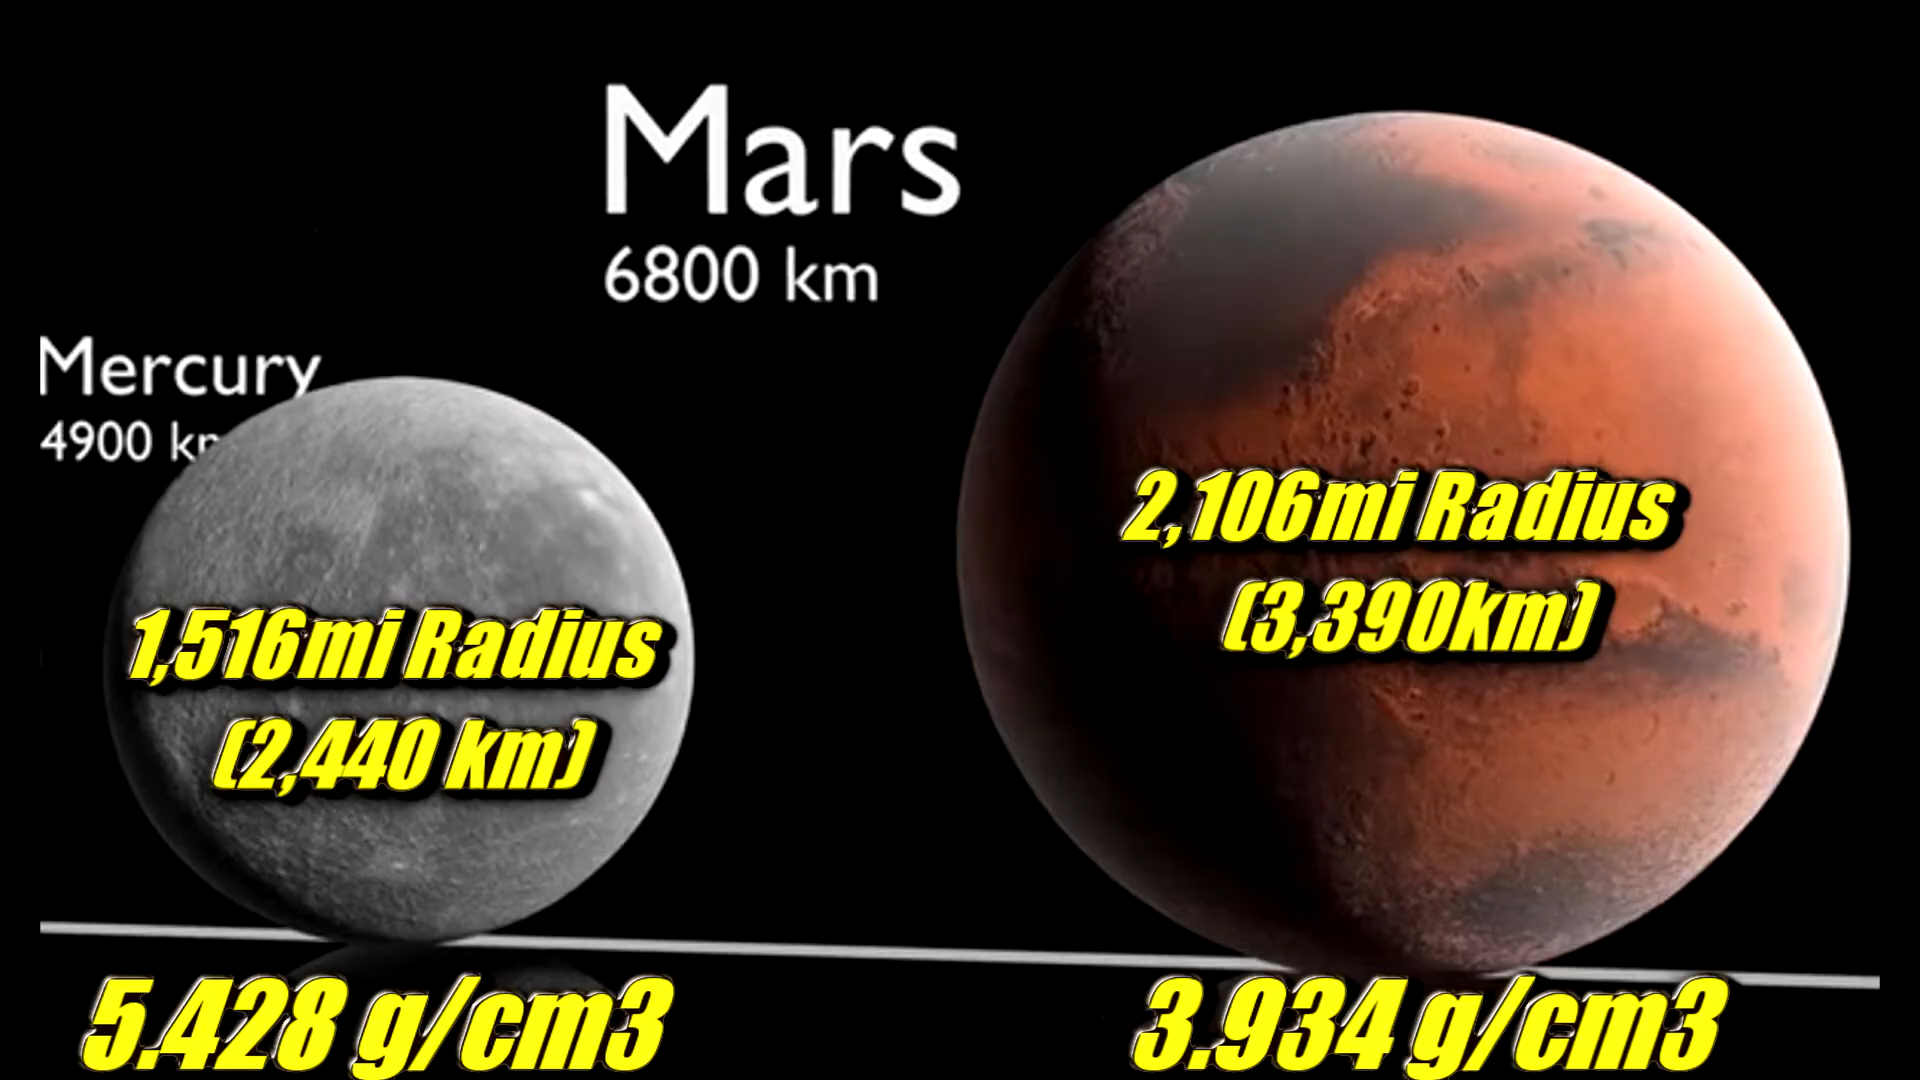 Mars
6800 km
Mercury
4900
1,516mi Radius
(2,440 km)
2,106mi Radius
(3,390km)
5.428 g/cm3
3.934 g/cm3